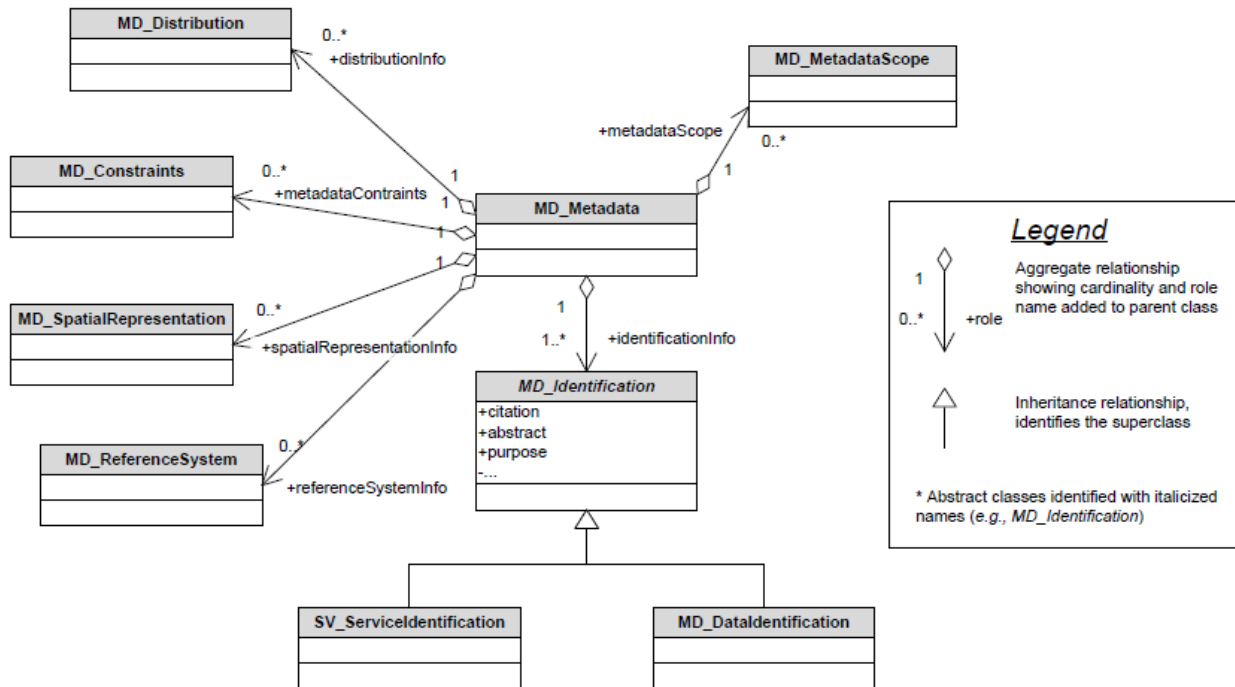 MD_Distribution
0..*
+distributionInfo
MD_MetadataScope
+metadataScope
0..*
1
MD_Constraints
0..*
+metadataContraints
1
1
1
MD_Metadata
MD_SpatialRepresentation
0..*
+spatialRepresentationInfo
1
1..*
+identificationInfo
MD_Identification
+citation
+abstract
+purpose
-...
MD_ReferenceSystem
0..*
+referenceSystemInfo
SV_ServiceIdentification
MD_DataIdentification
Legend
1
0..*
+role
Aggregate relationship
showing cardinality and role
name added to parent class
Inheritance relationship,
identifies the superclass
* Abstract classes identified with italicized
names (e.g., MD_Identification)